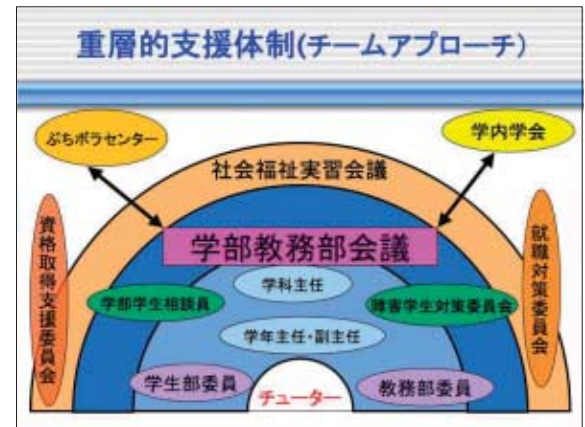 重層的支援体制(チームアプローチ)
ぷちボラセンター
学内学会
社会福祉実習会議
資格取得支援委員会
就職対策委員会
学部教務部会議
学科主任
学部学生相談員
障害学生対策委員会
学年主任・副主任
学生部委員
教務部委員
チューター